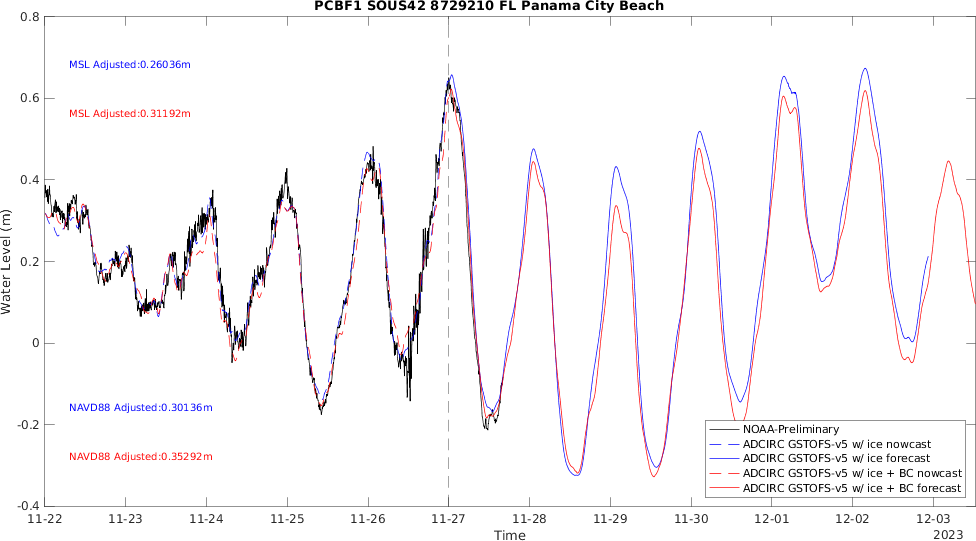 PCBF1 SOUS42 8729210 FL Panama City Beach
0.8
0.6
0.4
0.2
0
-0.2
-0.4
Water Level (m)
MSL Adjusted:0.26036m
MSL Adjusted:0.31192m
NAVD88 Adjusted:0.30136m
NAVD88 Adjusted:0.35292m
NOAA-Preliminary
ADCIRC GSTOFS-v5 w/ ice nowcast
ADCIRC GSTOFS-v5 w/ ice forecast
ADCIRC GSTOFS-v5 w/ ice + BC nowcast
ADCIRC GSTOFS-v5 w/ ice + BC forecast
11-22 11-23 11-24 11-25 11-26 11-27 11-28 11-29 11-30 12-01 12-02 12-03
Time
2023